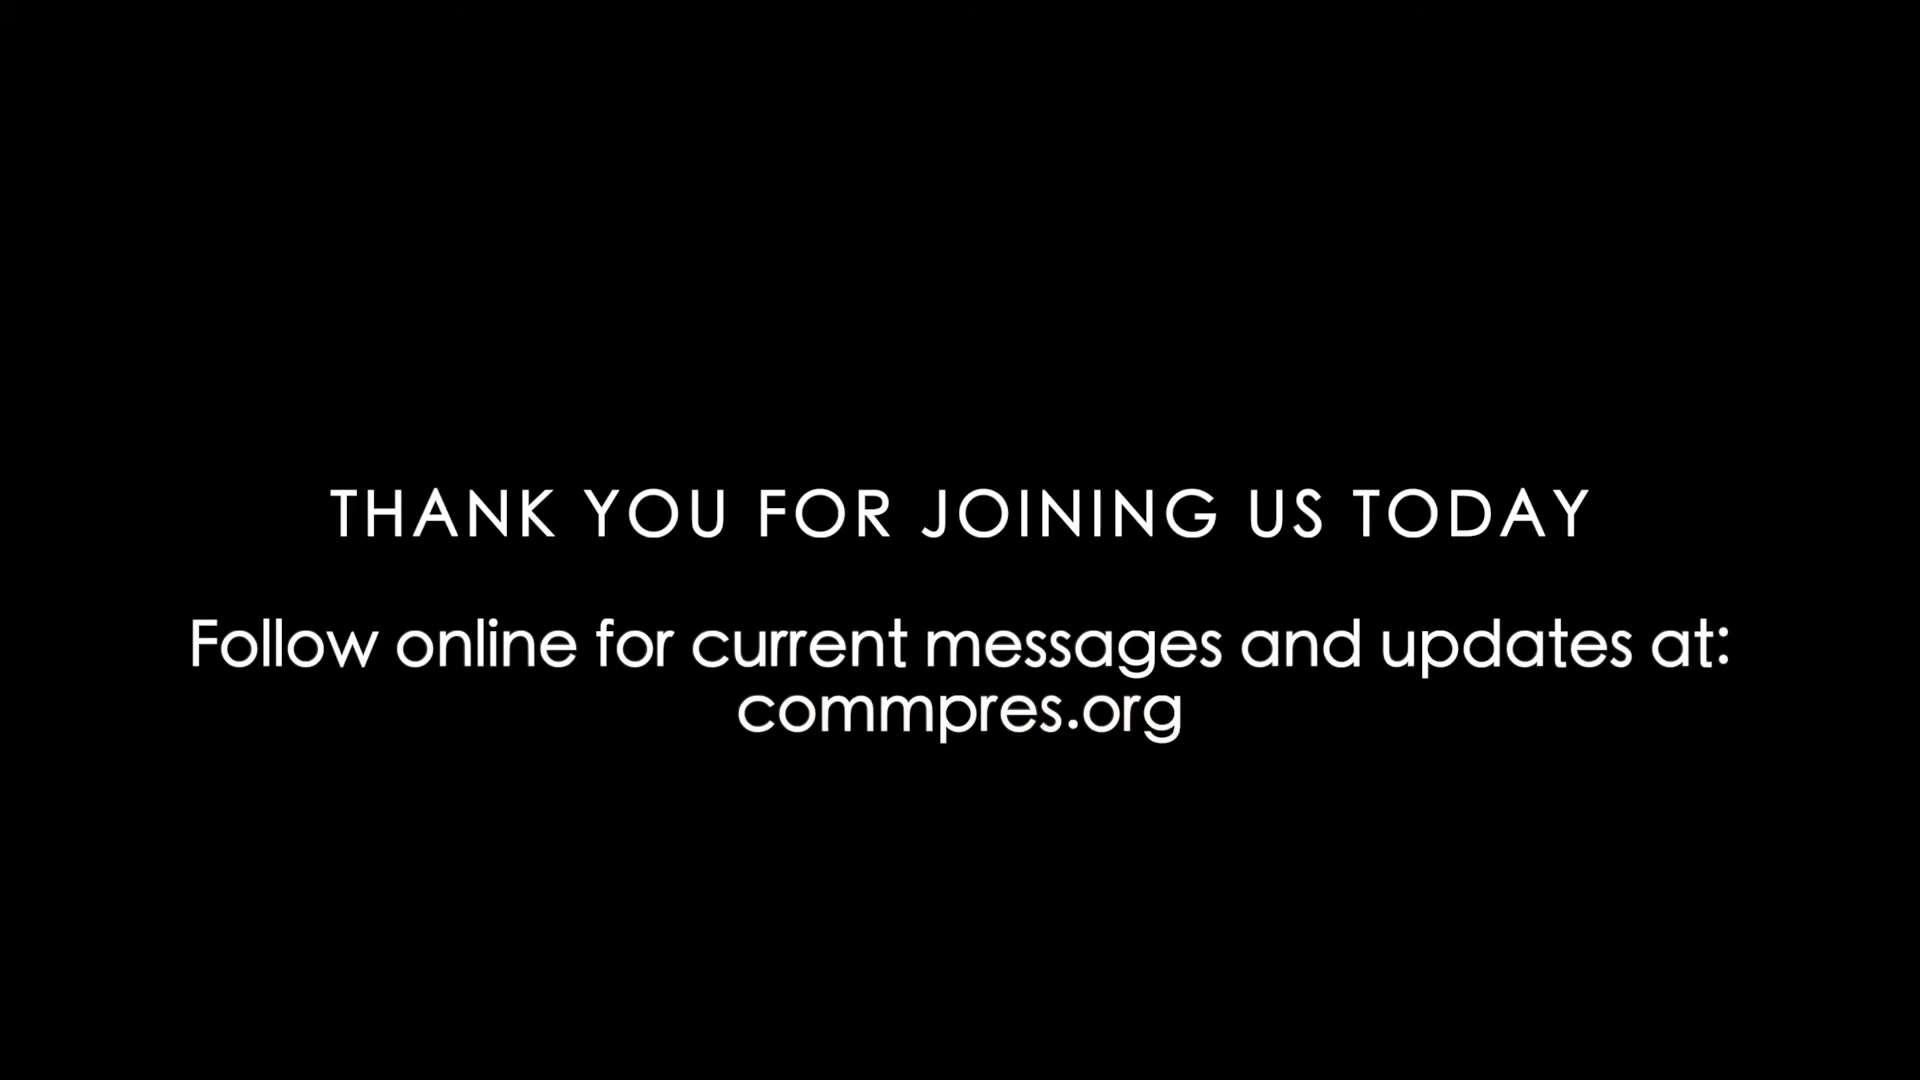 THANK YOU FOR JOINING US TODAY
Follow online for current messages and updates at:
commpres.org